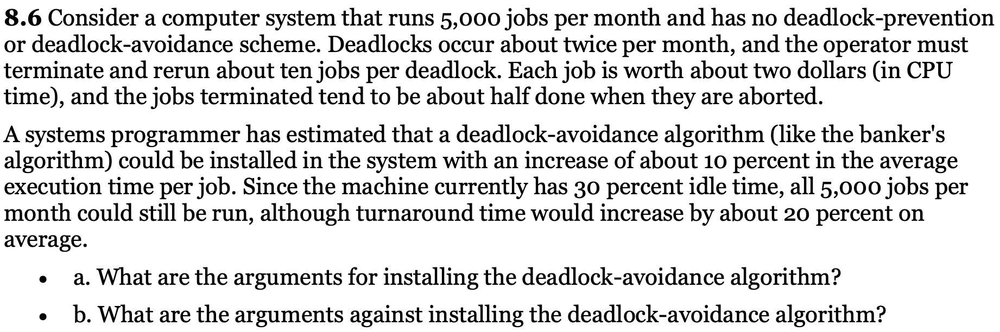 8.6 Consider a computer system that runs 5,000 jobs per month and has no deadlock-prevention
or deadlock-avoidance scheme. Deadlocks occur about twice per month, and the operator must
terminate and rerun about ten jobs per deadlock. Each job is worth about two dollars (in CPU
time), and the jobs terminated tend to be about half done when they are aborted.
A systems programmer has estimated that a deadlock-avoidance algorithm (like the banker's
algorithm) could be installed in the system with an increase of about 10 percent in the average
execution time per job. Since the machine currently has 30 percent idle time, all 5,000 jobs per
month could still be run, although turnaround time would increase by about 20 percent on
average.
• a. What are the arguments for installing the deadlock-avoidance algorithm?
• b. What are the arguments against installing the deadlock-avoidance algorithm?